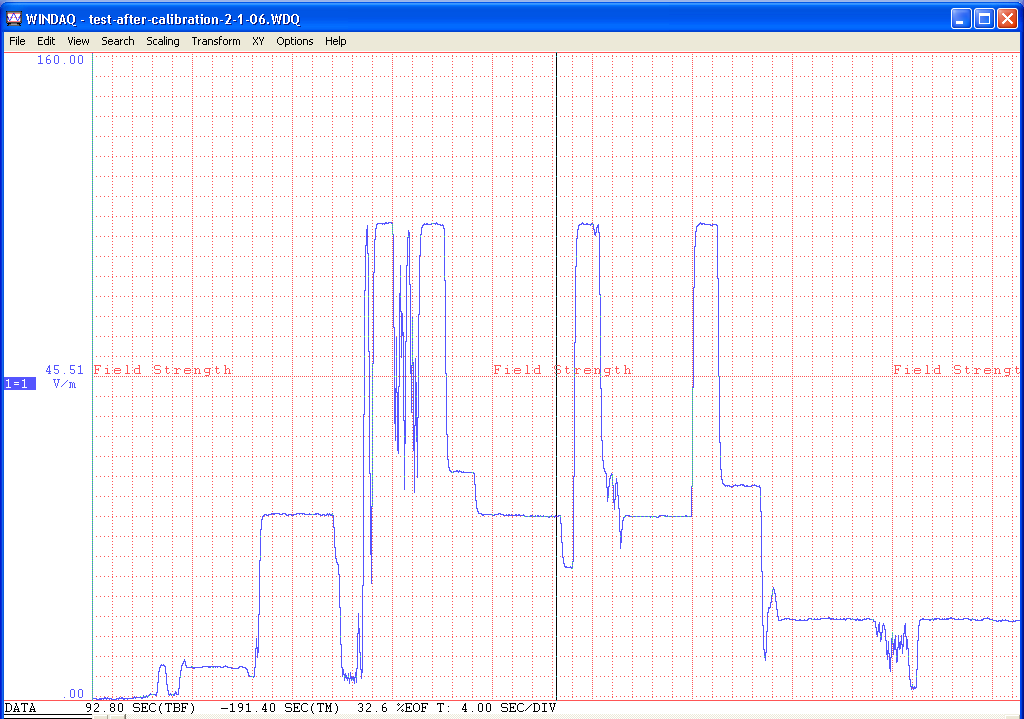 WINDAQ - test-after-calibration-2-1-06.WDQ
File Edit View Search Scaling Transform XY Options Help
160.00
45.51 Field Strength Field Strength Field Strengt
1=1 V/m
.00
DATA 92.80 SEC(TBF) -191.40 SEC(TM) 32.6 %EOF T: 4.00 SEC/DIV